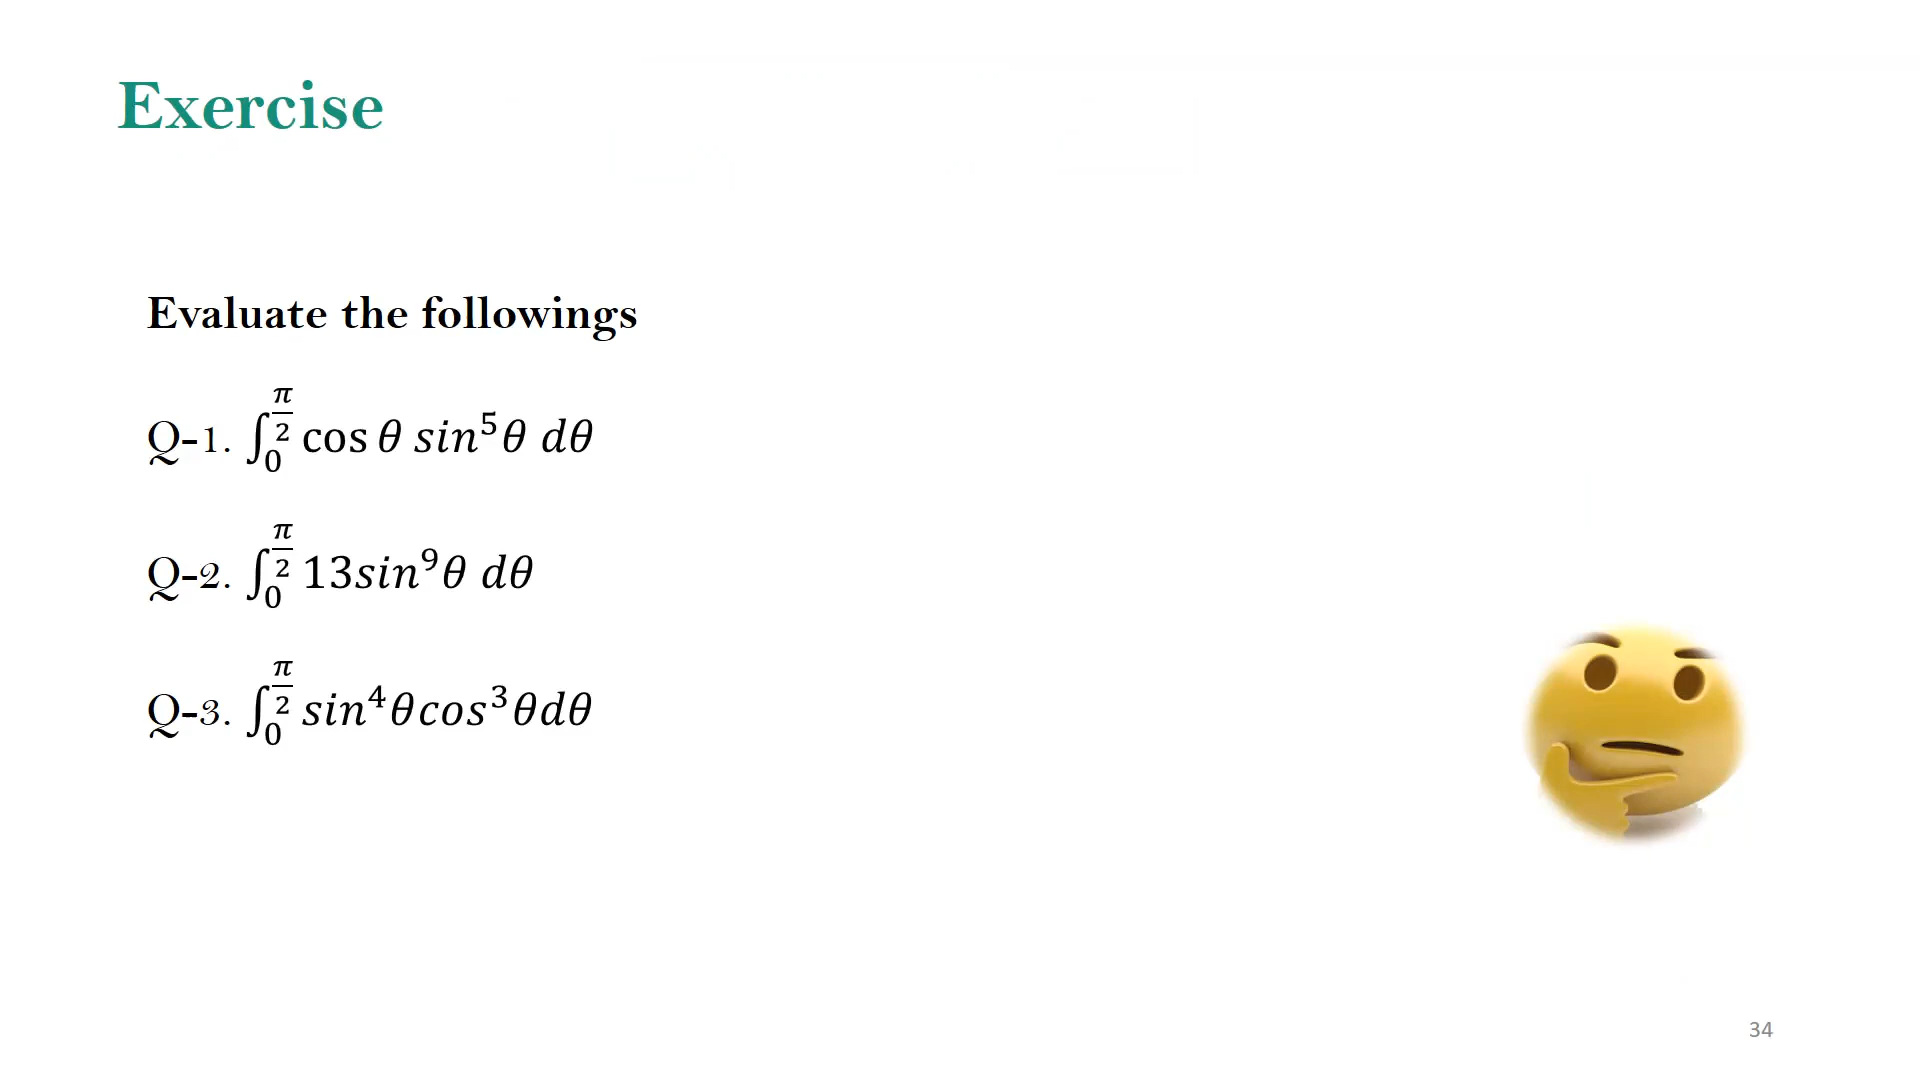 Exercise
Evaluate the followings
Q-1. ∫₀^(π/2) cos θ sin⁵θ dθ
Q-2. ∫₀^(π/2) 13sin⁹θ dθ
Q-3. ∫₀^(π/2) sin⁴θcos³θdθ
34